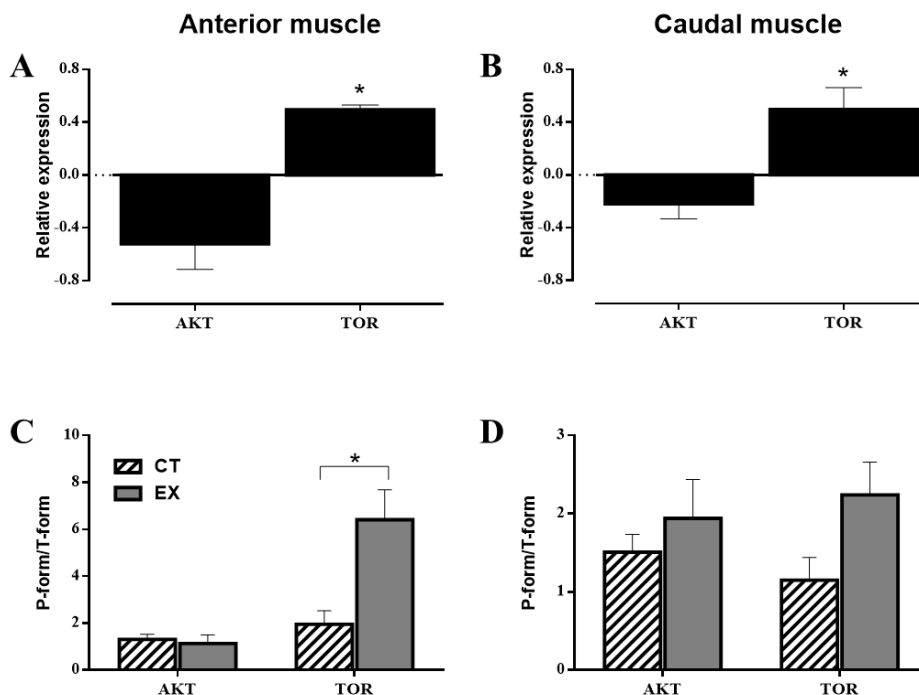 Anterior muscle
Caudal muscle
A
Relative expression
0.8
0.4
0.0
-0.4
-0.8
*
AKT
TOR
B
Relative expression
0.8
0.4
0.0
-0.4
-0.8
*
AKT
TOR
C
P-form/T-form
10
8
6
4
2
0
CT
EX
*
AKT
TOR
D
P-form/T-form
3
2
1
0
AKT
TOR